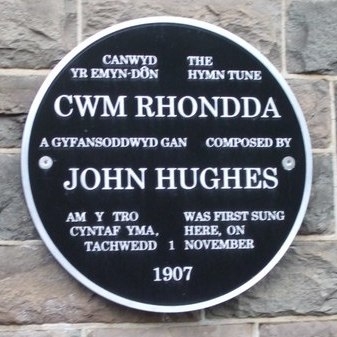 CANWYD THE
YR EMYN-DÔN HYMN TUNE
CWM RHONDDA
A GYFANSODDWYD GAN COMPOSED BY
JOHN HUGHES
AM Y TRO WAS FIRST SUNG
CYNTAF YMA, HERE, ON
TACHWEDD 1 NOVEMBER
1907